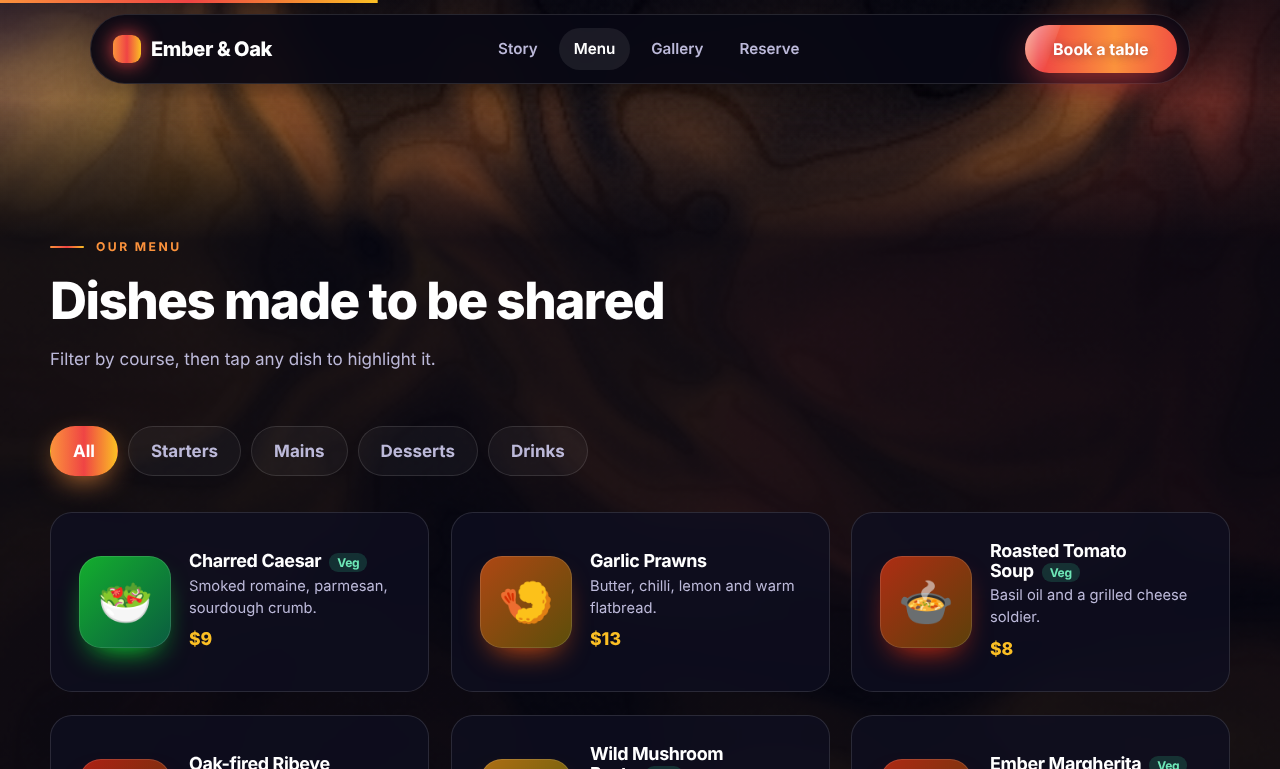 Ember & Oak
Story
Menu
Gallery
Reserve
Book a table
OUR MENU
Dishes made to be shared
Filter by course, then tap any dish to highlight it.
All
Starters
Mains
Desserts
Drinks
Charred Caesar Veg
Smoked romaine, parmesan,
sourdough crumb.
$9
Garlic Prawns
Butter, chilli, lemon and warm
flatbread.
$13
Roasted Tomato
Soup Veg
Basil oil and a grilled cheese
soldier.
$8
Oak-fired Ribeye
Wild Mushroom
Ember Margherita Veg